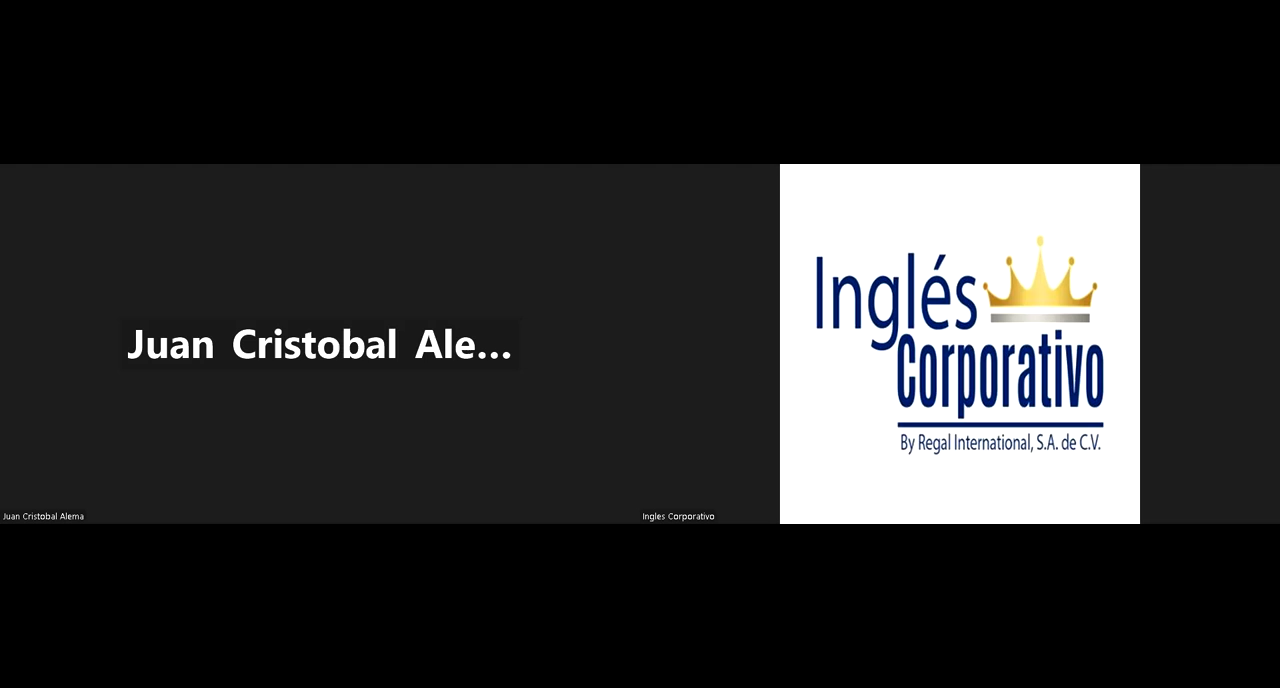 Juan Cristobal Ale...
Juan Cristobal Alema
Inglés
Corporativo
By Regal International, S.A. de C.V.
Ingles Corporativo